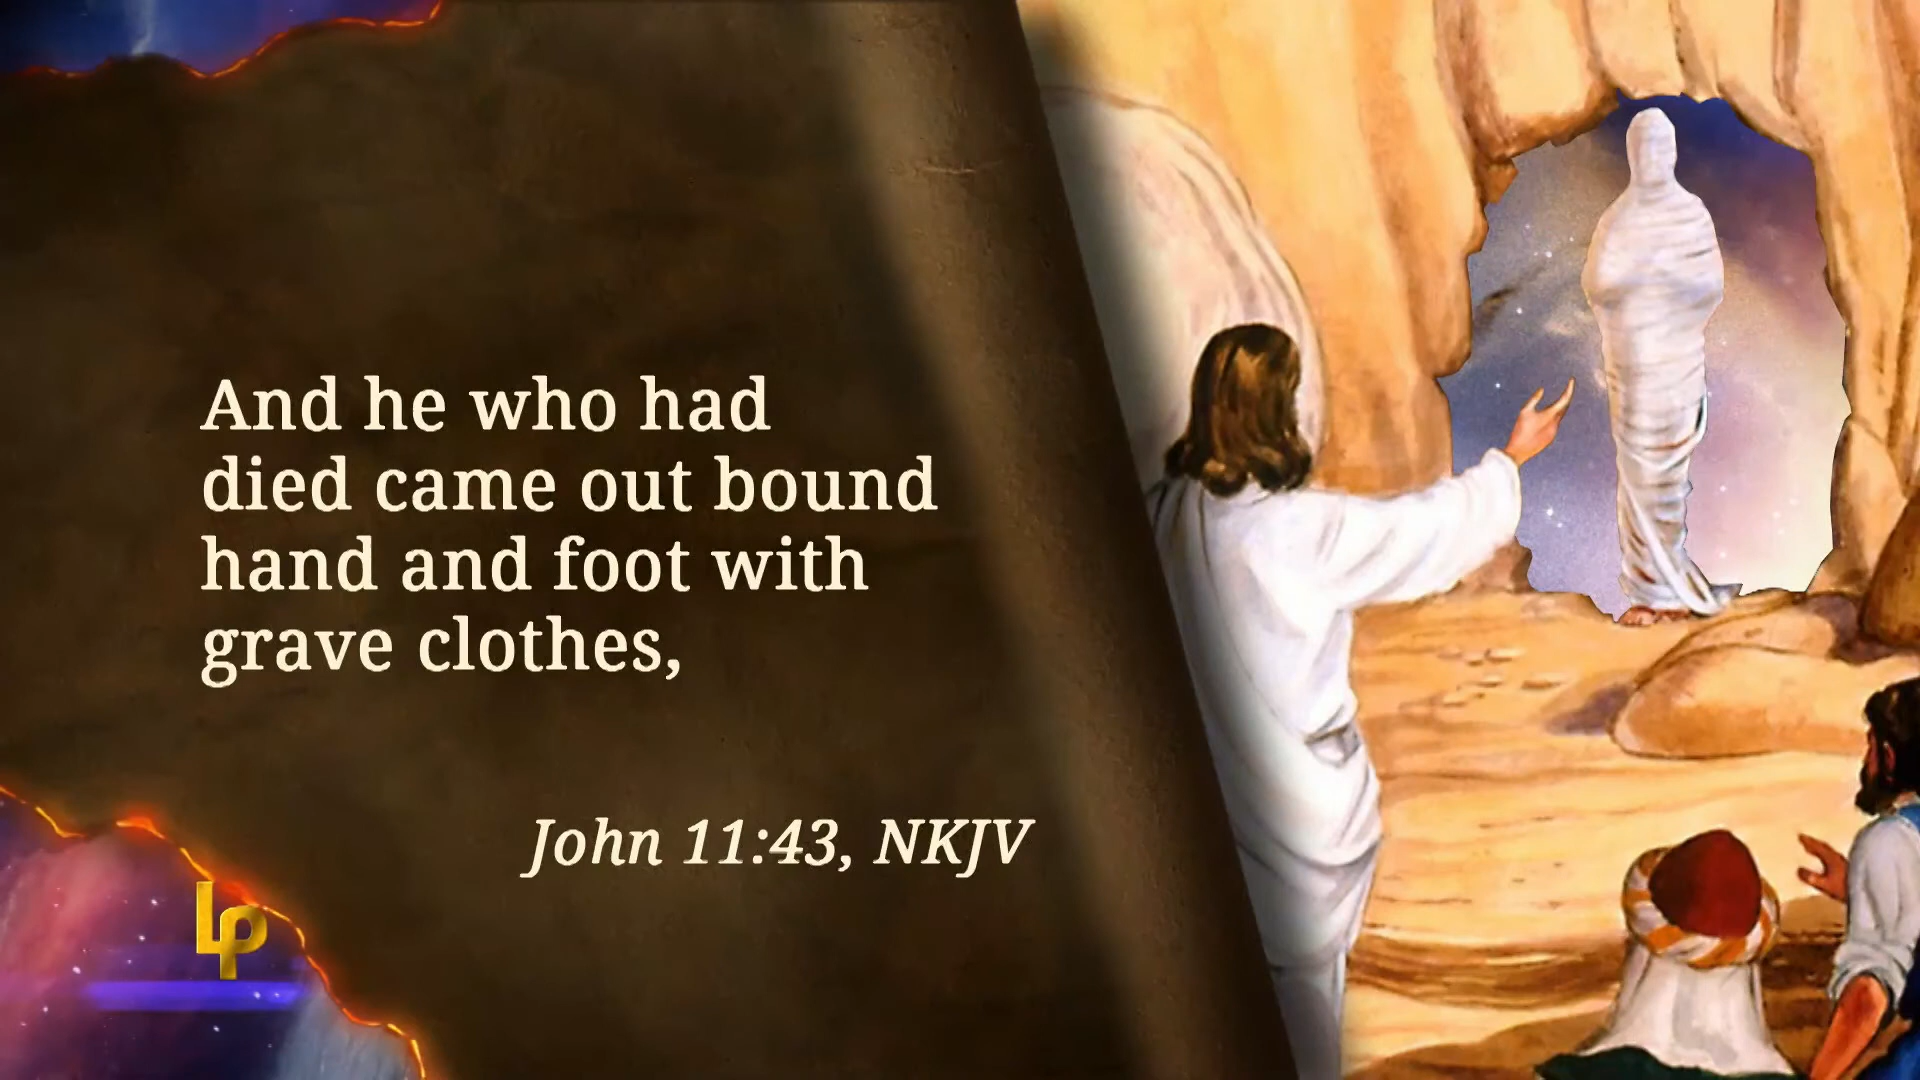 And he who had
died came out bound
hand and foot with
grave clothes,
John 11:43, NKJV
LP